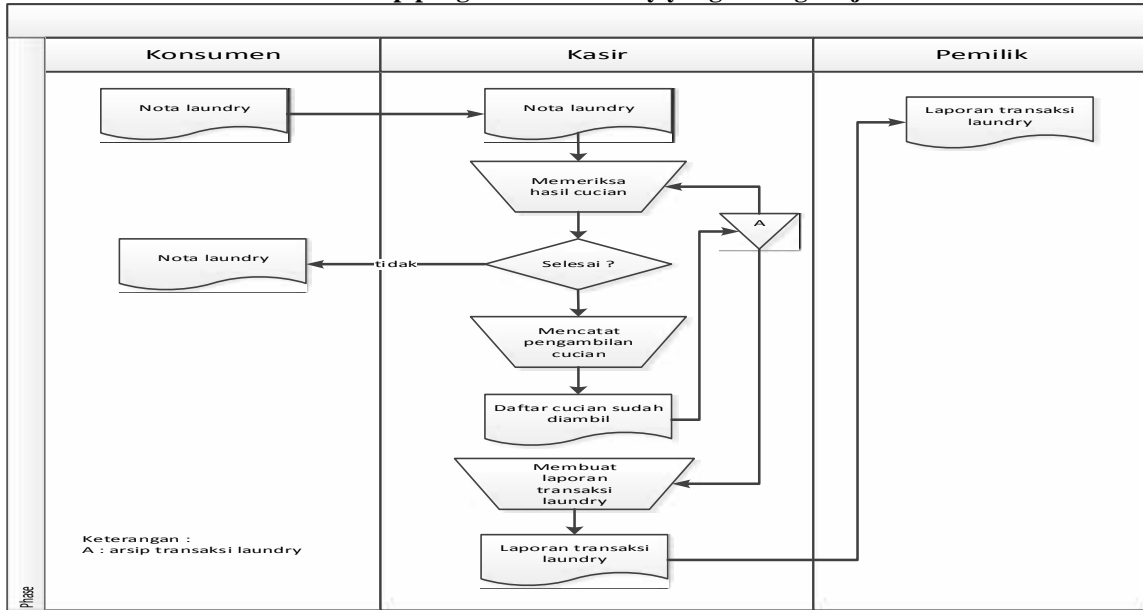 Konsumen
Kasir
Pemilik
Nota laundry
Nota laundry
Laporan transaksi
laundry
Memeriksa
hasil cucian
A
Nota laundry
tidak
Selesai ?
Mencatat
pengambilan
cucian
Daftar cucian sudah
diambil
Membuat
laporan
transaksi
laundry
Keterangan :
A : arsip transaksi laundry
Laporan transaksi
laundry
Phase